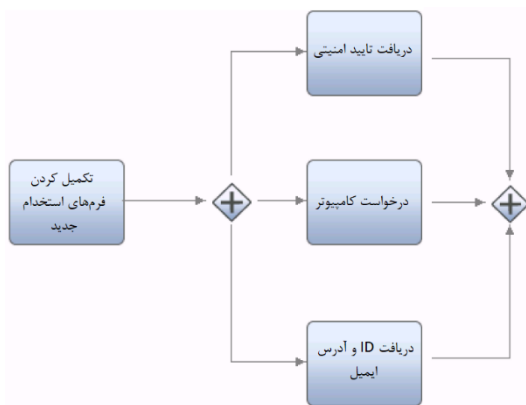 دریافت تایید امنیتی
تکمیل کردن
فرم‌های استخدام
جدید
درخواست کامپیوتر
دریافت ID و آدرس
ایمیل